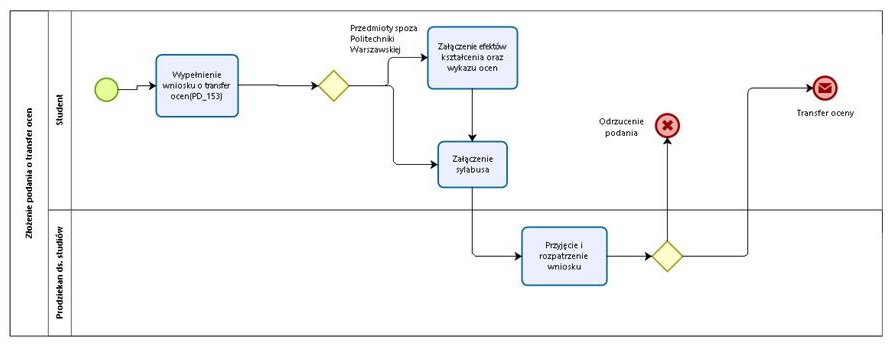 Złożenie podania o transfer ocen
Student
Prodziekan ds. studiów
Wypełnienie
wniosku o transfer
ocen(PD_153)
Przedmioty spoza
Politechniki
Warszawskiej
Załączenie efektów
kształcenia oraz
wykazu ocen
Załączenie
sylabusa
Przyjęcie i
rozpatrzenie
wniosku
Odrzucenie
podania
Transfer oceny